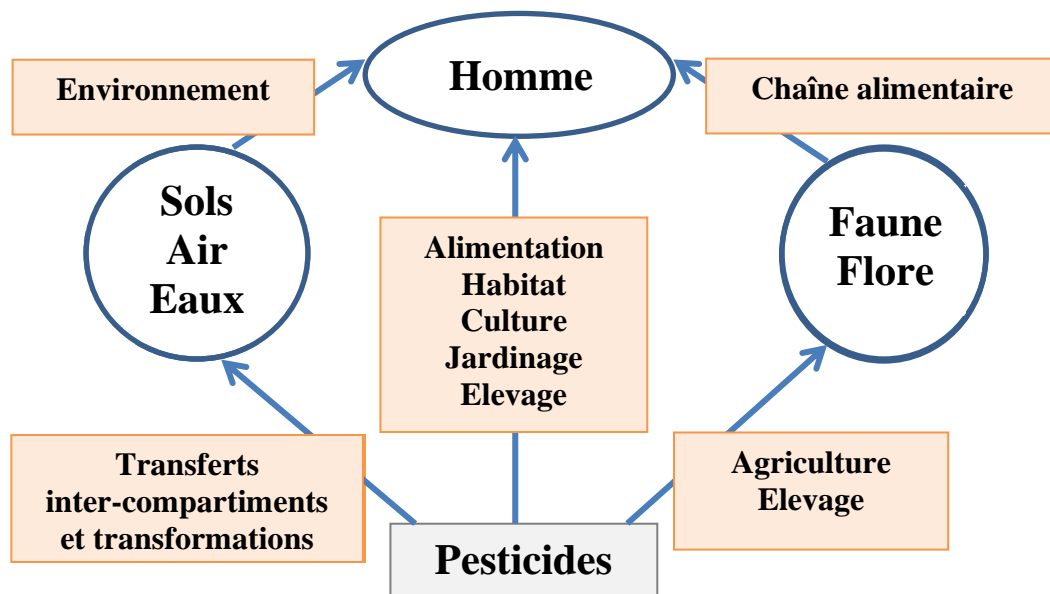 Homme
Environnement
Chaîne alimentaire
Sols
Air
Eaux
Alimentation
Habitat
Culture
Jardinage
Elevage
Faune
Flore
Transferts
inter-compartiments
et transformations
Agriculture
Elevage
Pesticides